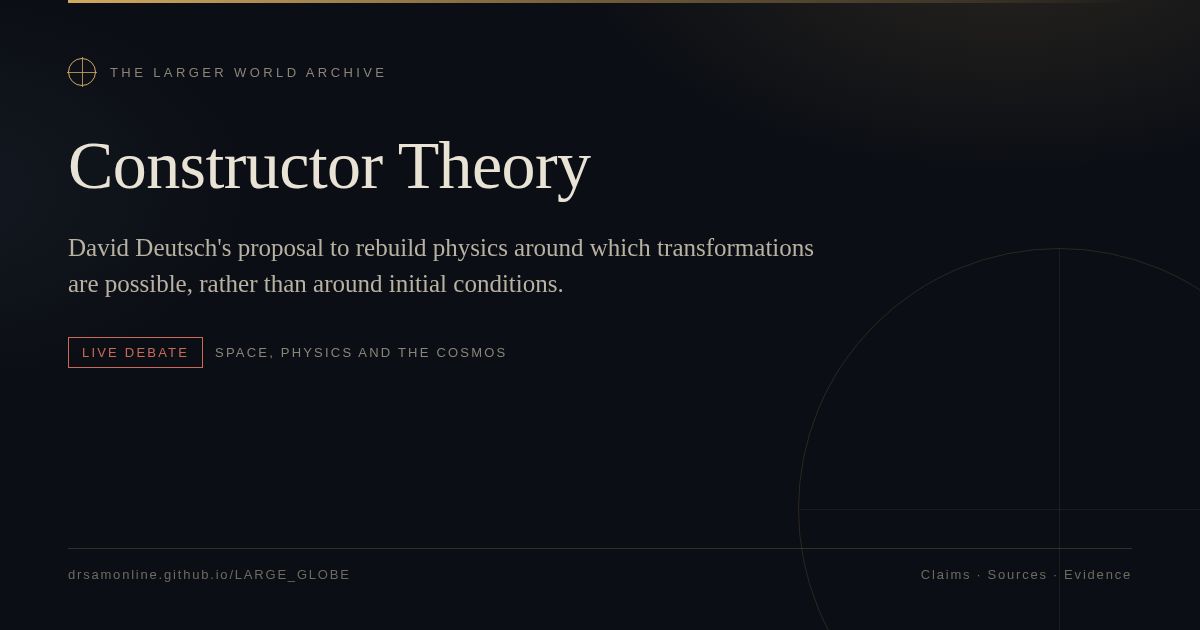 THE LARGER WORLD ARCHIVE
Constructor Theory
David Deutsch's proposal to rebuild physics around which transformations
are possible, rather than around initial conditions.
LIVE DEBATE
SPACE, PHYSICS AND THE COSMOS
drsamonline.github.io/LARGE_GLOBE
Claims · Sources · Evidence